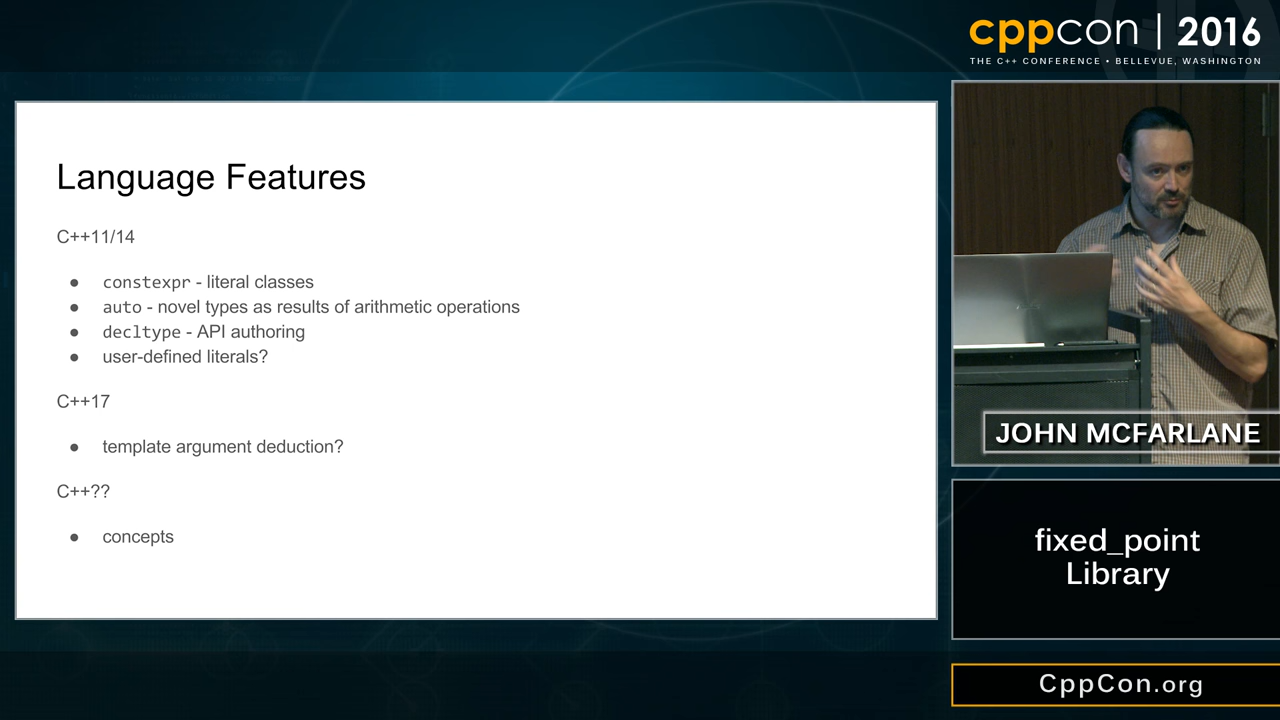 cppcon | 2016
THE C++ CONFERENCE • BELLEVUE, WASHINGTON
Language Features
C++11/14
● constexpr - literal classes
● auto - novel types as results of arithmetic operations
● decltype - API authoring
● user-defined literals?
C++17
● template argument deduction?
C++??
● concepts
JOHN MCFARLANE
fixed_point
Library
CppCon.org